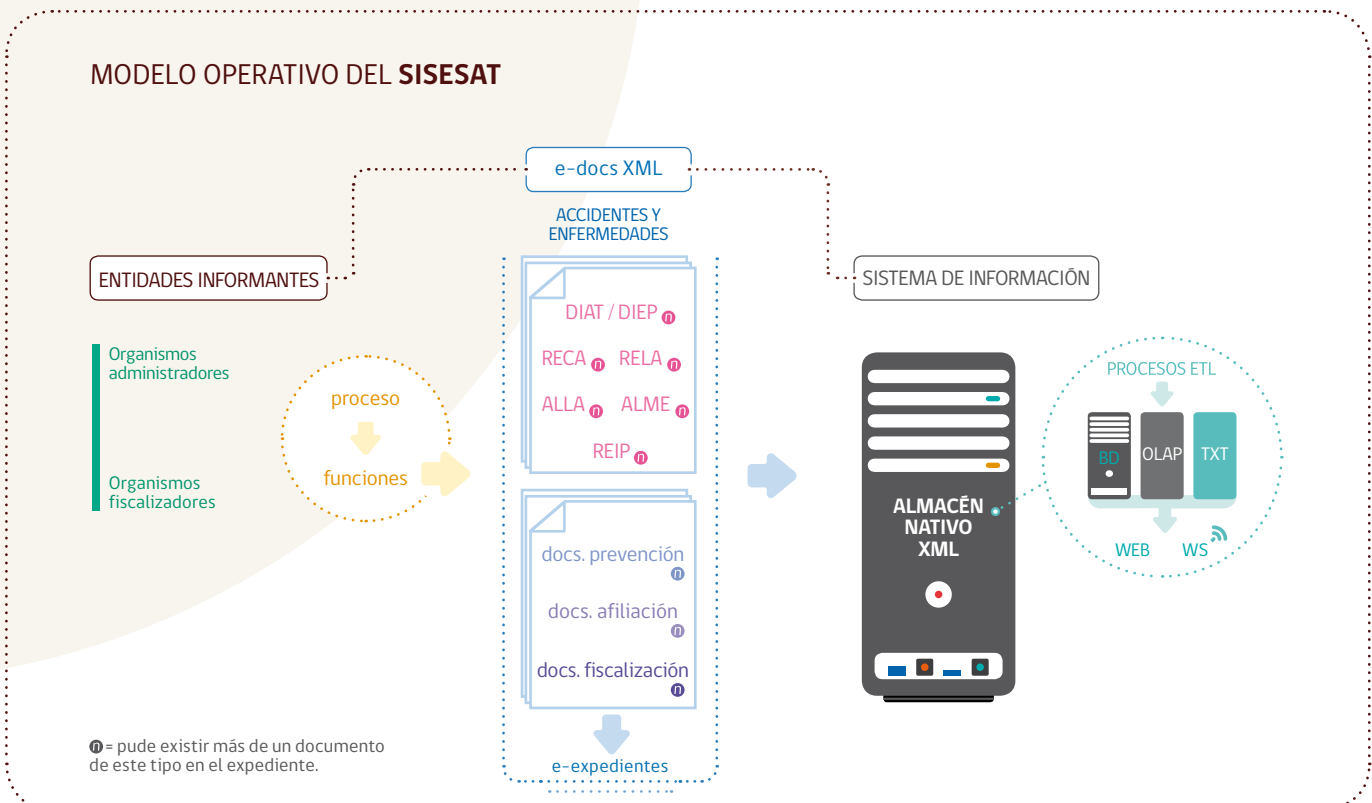 MODELO OPERATIVO DEL SISESAT
e-docs XML
ACCIDENTES Y
ENFERMEDADES
ENTIDADES INFORMANTES
SISTEMA DE INFORMACIÓN
Organismos
administradores
Organismos
fiscalizadores
proceso
funciones
DIAT / DIEP n
RECA n RELA n
ALLA n ALME n
REIP n
docs. prevención
n
docs. afiliación
n
docs. fiscalización
n
e-expedientes
ALMACÉN
NATIVO
XML
PROCESOS ETL
BD OLAP TXT
WEB WS
n = pude existir más de un documento
de este tipo en el expediente.